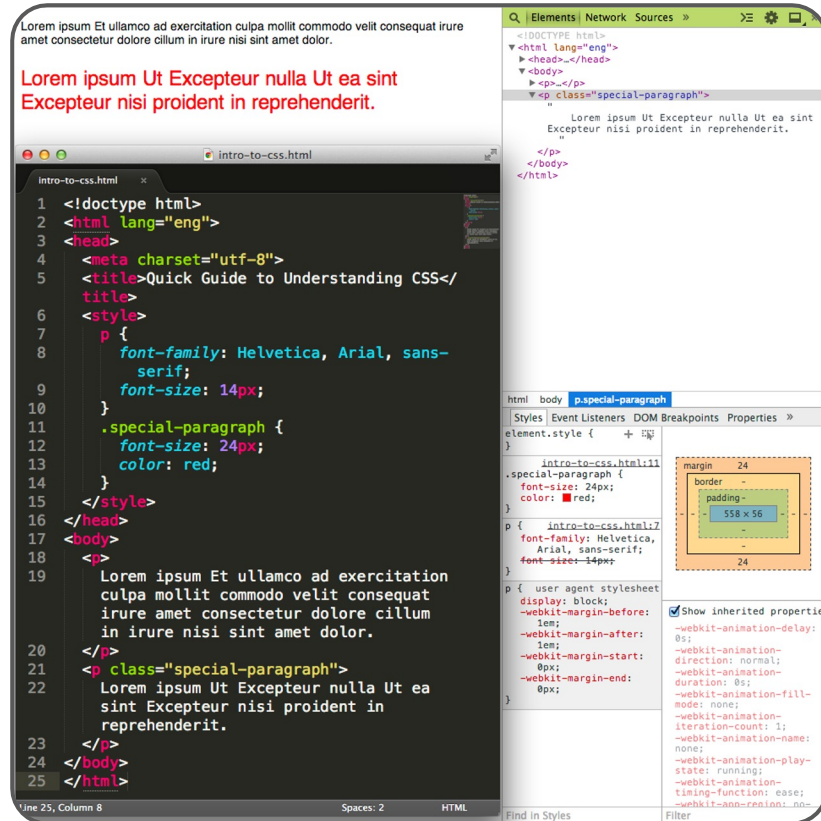 Lorem ipsum Et ullamco ad exercitation culpa mollit commodo velit consequat irure
amet consectetur dolore cillum in irure nisi sint amet dolor.
Lorem ipsum Ut Excepteur nulla Ut ea sint
Excepteur nisi proident in reprehenderit.
intro-to-css.html
intro-to-css.html ×
1 <!doctype html>
2 <html lang="eng">
3 <head>
4 <meta charset="utf-8">
5 <title>Quick Guide to Understanding CSS</
title>
6 <style>
7 p {
8 font-family: Helvetica, Arial, sans-
serif;
9 font-size: 14px;
10 }
11 .special-paragraph {
12 font-size: 24px;
13 color: red;
14 }
15 </style>
16 </head>
17 <body>
18 <p>
19 Lorem ipsum Et ullamco ad exercitation
culpa mollit commodo velit consequat
irure amet consectetur dolore cillum
in irure nisi sint amet dolor.
20 </p>
21 <p class="special-paragraph">
22 Lorem ipsum Ut Excepteur nulla Ut ea
sint Excepteur nisi proident in
reprehenderit.
23 </p>
24 </body>
25 </html>
Line 25, Column 8 Spaces: 2 HTML
Elements Network Sources »
<!DOCTYPE html>
▼<html lang="eng">
▶<head>…</head>
▼<body>
▶<p>…</p>
▼<p class="special-paragraph">
"
Lorem ipsum Ut Excepteur nulla Ut ea sint
Excepteur nisi proident in reprehenderit.
"
</p>
</body>
</html>
html body p.special-paragraph
Styles Event Listeners DOM Breakpoints Properties »
element.style {
}
intro-to-css.html:11
.special-paragraph {
font-size: 24px;
color: red;
}
p { intro-to-css.html:7
font-family: Helvetica,
Arial, sans-serif;
font-size: 14px;
}
p { user agent stylesheet
display: block;
-webkit-margin-before:
1em;
-webkit-margin-after:
1em;
-webkit-margin-start:
0px;
-webkit-margin-end:
0px;
}
Find in Styles
margin 24
border -
padding -
- - - 558 × 56 - - -
-
-
24
Show inherited propertie
-webkit-animation-delay:
0s;
-webkit-animation-
direction: normal;
-webkit-animation-
duration: 0s;
-webkit-animation-fill-
mode: none;
-webkit-animation-
iteration-count: 1;
-webkit-animation-name:
none;
-webkit-animation-play-
state: running;
-webkit-animation-
timing-function: ease;
-webkit-app-region: no-
Filter